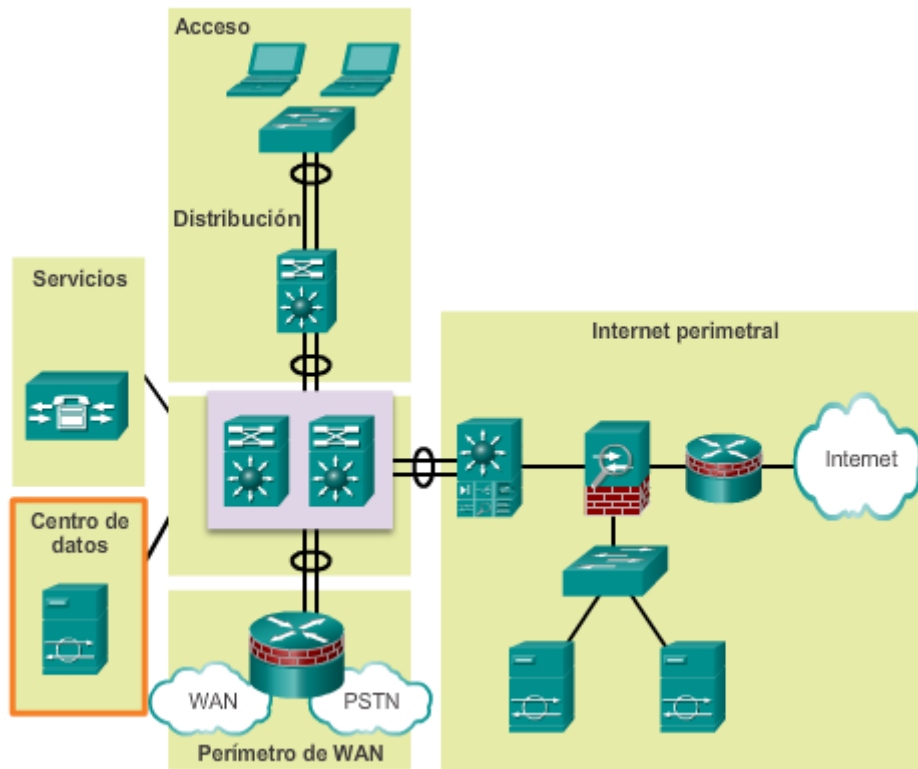 Acceso
Distribución
Servicios
Internet perimetral
Internet
Centro de
datos
WAN
PSTN
Perímetro de WAN